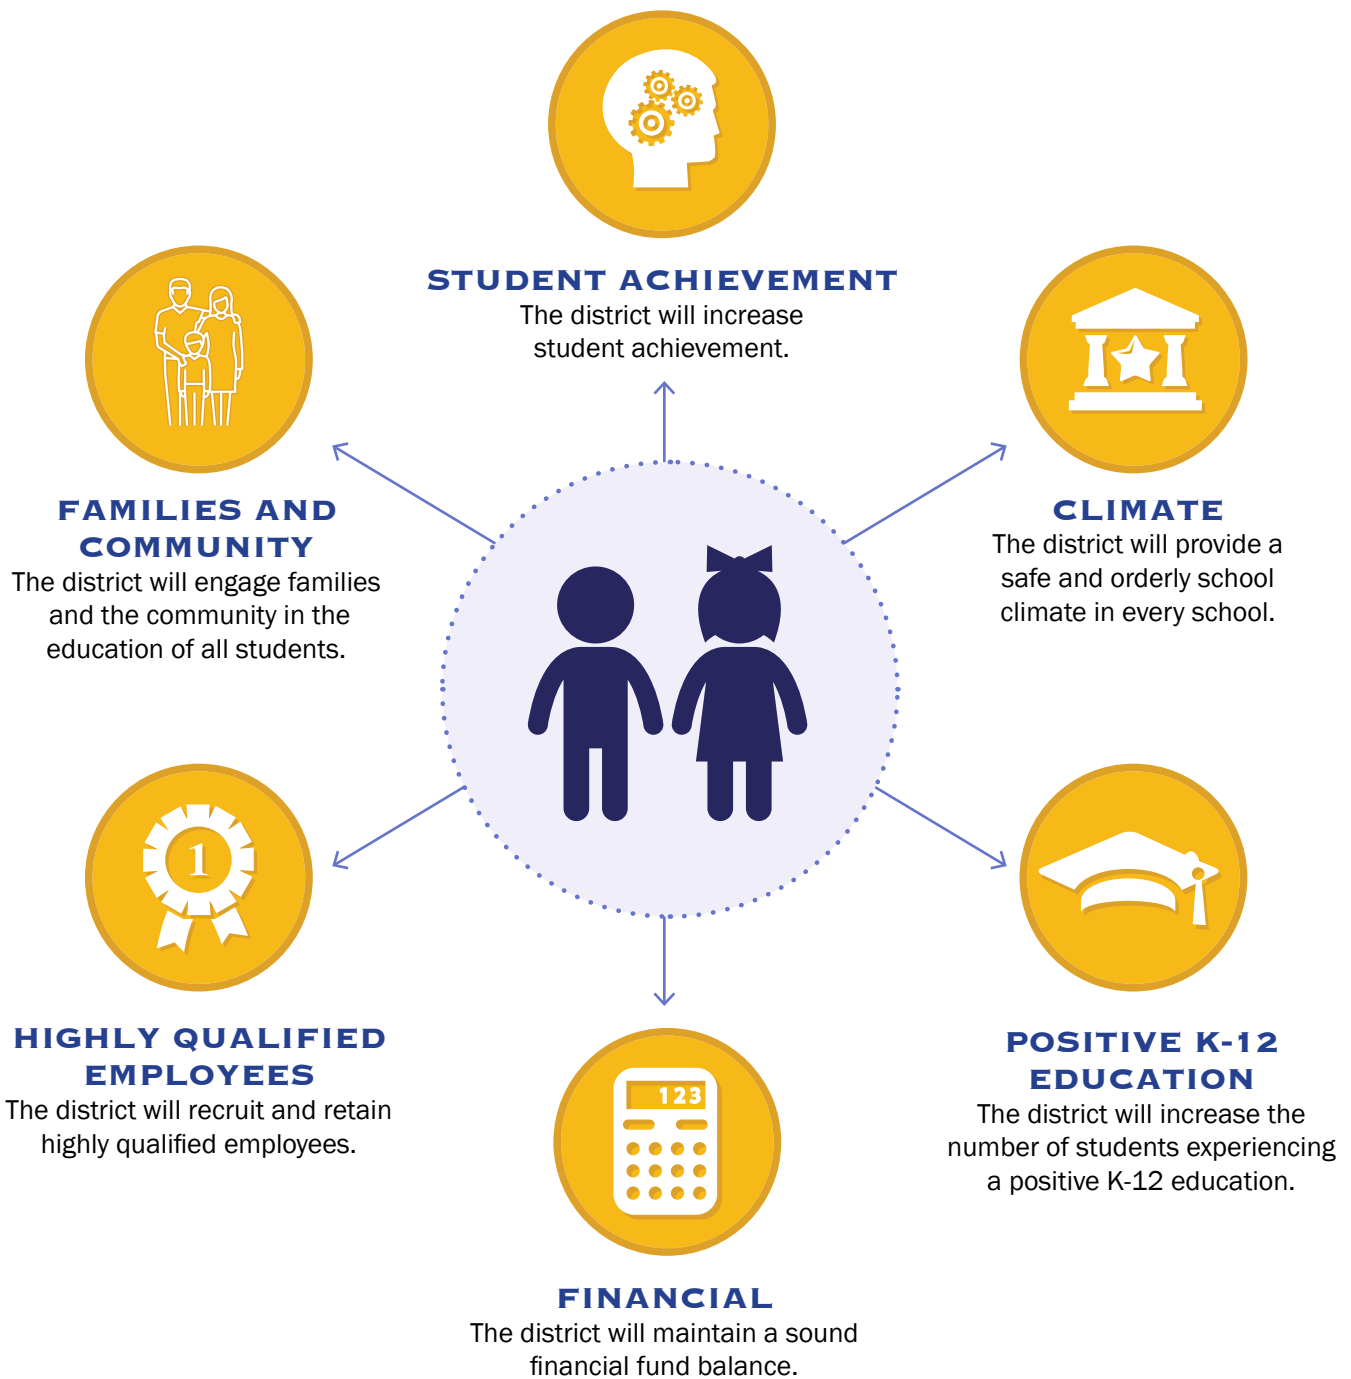 STUDENT ACHIEVEMENT
The district will increase
student achievement.
FAMILIES AND
COMMUNITY
The district will engage families
and the community in the
education of all students.
CLIMATE
The district will provide a
safe and orderly school
climate in every school.
1
HIGHLY QUALIFIED
EMPLOYEES
The district will recruit and retain
highly qualified employees.
POSITIVE K-12
EDUCATION
The district will increase the
number of students experiencing
a positive K-12 education.
123
FINANCIAL
The district will maintain a sound
financial fund balance.